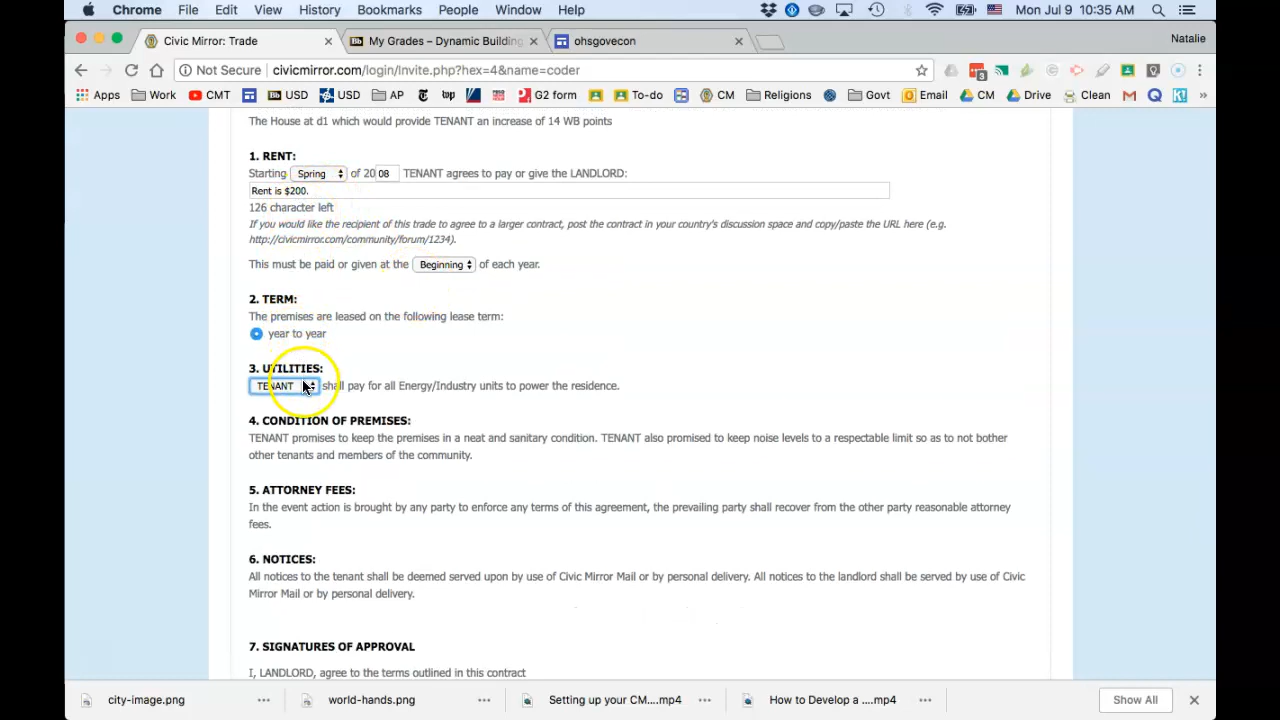 Chrome File Edit View History Bookmarks People Window Help Mon Jul 9 10:35 AM
Civic Mirror: Trade My Grades – Dynamic Building ohsgovecon Natalie
Not Secure civicmirror.com/login/Invite.php?hex=4&name=coder 3
Apps Work CMT USD USD AP G2 form To-do CM Religions Govt Email CM Drive Clean »
The House at d1 which would provide TENANT an increase of 14 WB points
1. RENT:
Starting Spring of 20 08 TENANT agrees to pay or give the LANDLORD:
Rent is $200.
126 character left
If you would like the recipient of this trade to agree to a larger contract, post the contract in your country's discussion space and copy/paste the URL here (e.g.
http://civicmirror.com/community/forum/1234).
This must be paid or given at the Beginning of each year.
2. TERM:
The premises are leased on the following lease term:
year to year
3. UTILITIES:
TENANT shall pay for all Energy/Industry units to power the residence.
4. CONDITION OF PREMISES:
TENANT promises to keep the premises in a neat and sanitary condition. TENANT also promised to keep noise levels to a respectable limit so as to not bother
other tenants and members of the community.
5. ATTORNEY FEES:
In the event action is brought by any party to enforce any terms of this agreement, the prevailing party shall recover from the other party reasonable attorney
fees.
6. NOTICES:
All notices to the tenant shall be deemed served upon by use of Civic Mirror Mail or by personal delivery. All notices to the landlord shall be served by use of Civic
Mirror Mail or by personal delivery.
7. SIGNATURES OF APPROVAL
I, LANDLORD, agree to the terms outlined in this contract
city-image.png world-hands.png Setting up your CM....mp4 How to Develop a ....mp4 Show All